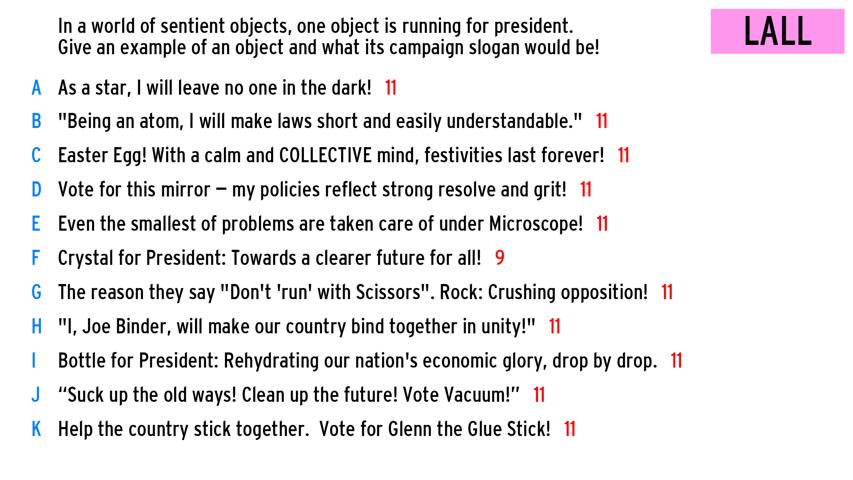 In a world of sentient objects, one object is running for president.
Give an example of an object and what its campaign slogan would be!
LALL
A As a star, I will leave no one in the dark! 11
B "Being an atom, I will make laws short and easily understandable." 11
C Easter Egg! With a calm and COLLECTIVE mind, festivities last forever! 11
D Vote for this mirror – my policies reflect strong resolve and grit! 11
E Even the smallest of problems are taken care of under Microscope! 11
F Crystal for President: Towards a clearer future for all! 9
G The reason they say "Don't 'run' with Scissors". Rock: Crushing opposition! 11
H "I, Joe Binder, will make our country bind together in unity!" 11
I Bottle for President: Rehydrating our nation's economic glory, drop by drop. 11
J “Suck up the old ways! Clean up the future! Vote Vacuum!” 11
K Help the country stick together.  Vote for Glenn the Glue Stick! 11